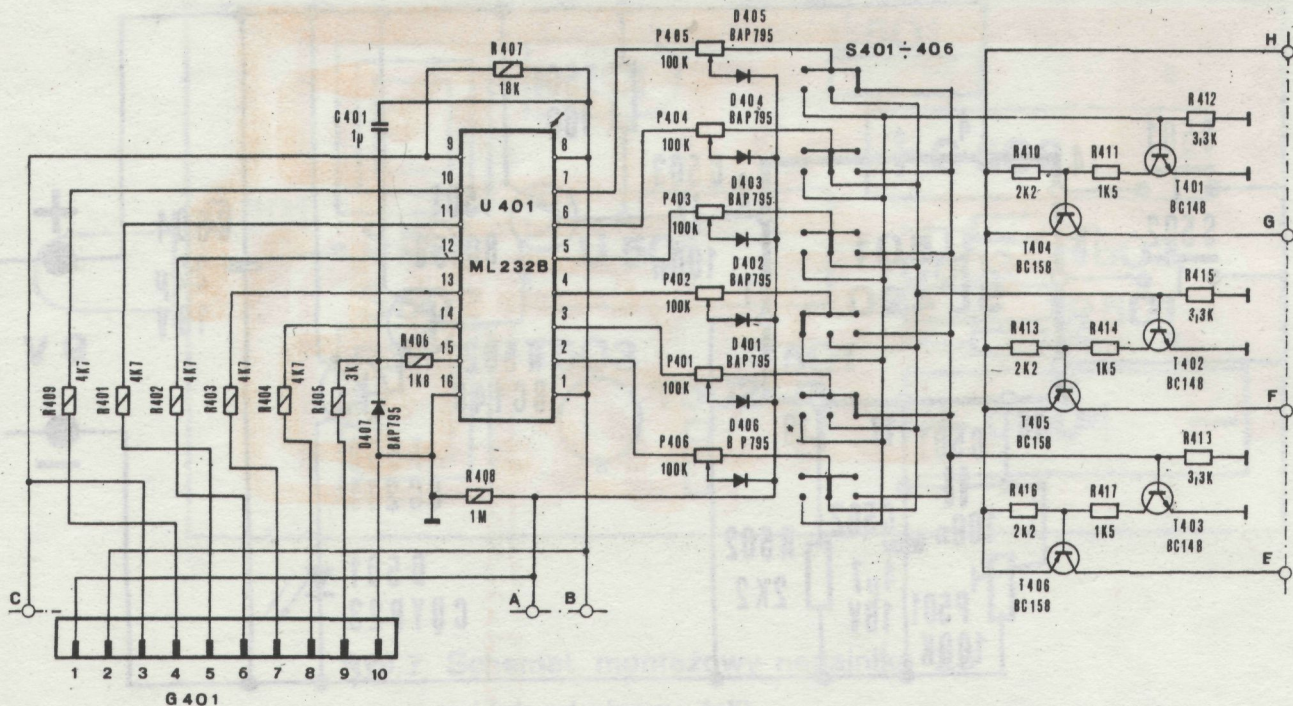 R407
18K
C401
1µ
U401
ML232B
9
10
11
12
13
14
15
16
8
7
6
5
4
3
2
1
R406
1K8
R409
4K7
R401
4K7
R402
4K7
R403
4K7
R404
4K7
R405
3K
D407
BAP795
R408
1M
C
A
B
1
2
3
4
5
6
7
8
9
10
G401
P405
100K
D405
BAP795
P404
100K
D404
BAP795
P403
100K
D403
BAP795
P402
100K
D402
BAP795
P401
100K
D401
BAP795
P406
100K
D406
B P795
S401÷406
*
H
R412
3,3K
R410
2K2
R411
1K5
T401
BC148
T404
BC158
G
R415
3,3K
R413
2K2
R414
1K5
T402
BC148
T405
BC158
F
R413
3,3K
R416
2K2
R417
1K5
T403
BC148
T406
BC158
E